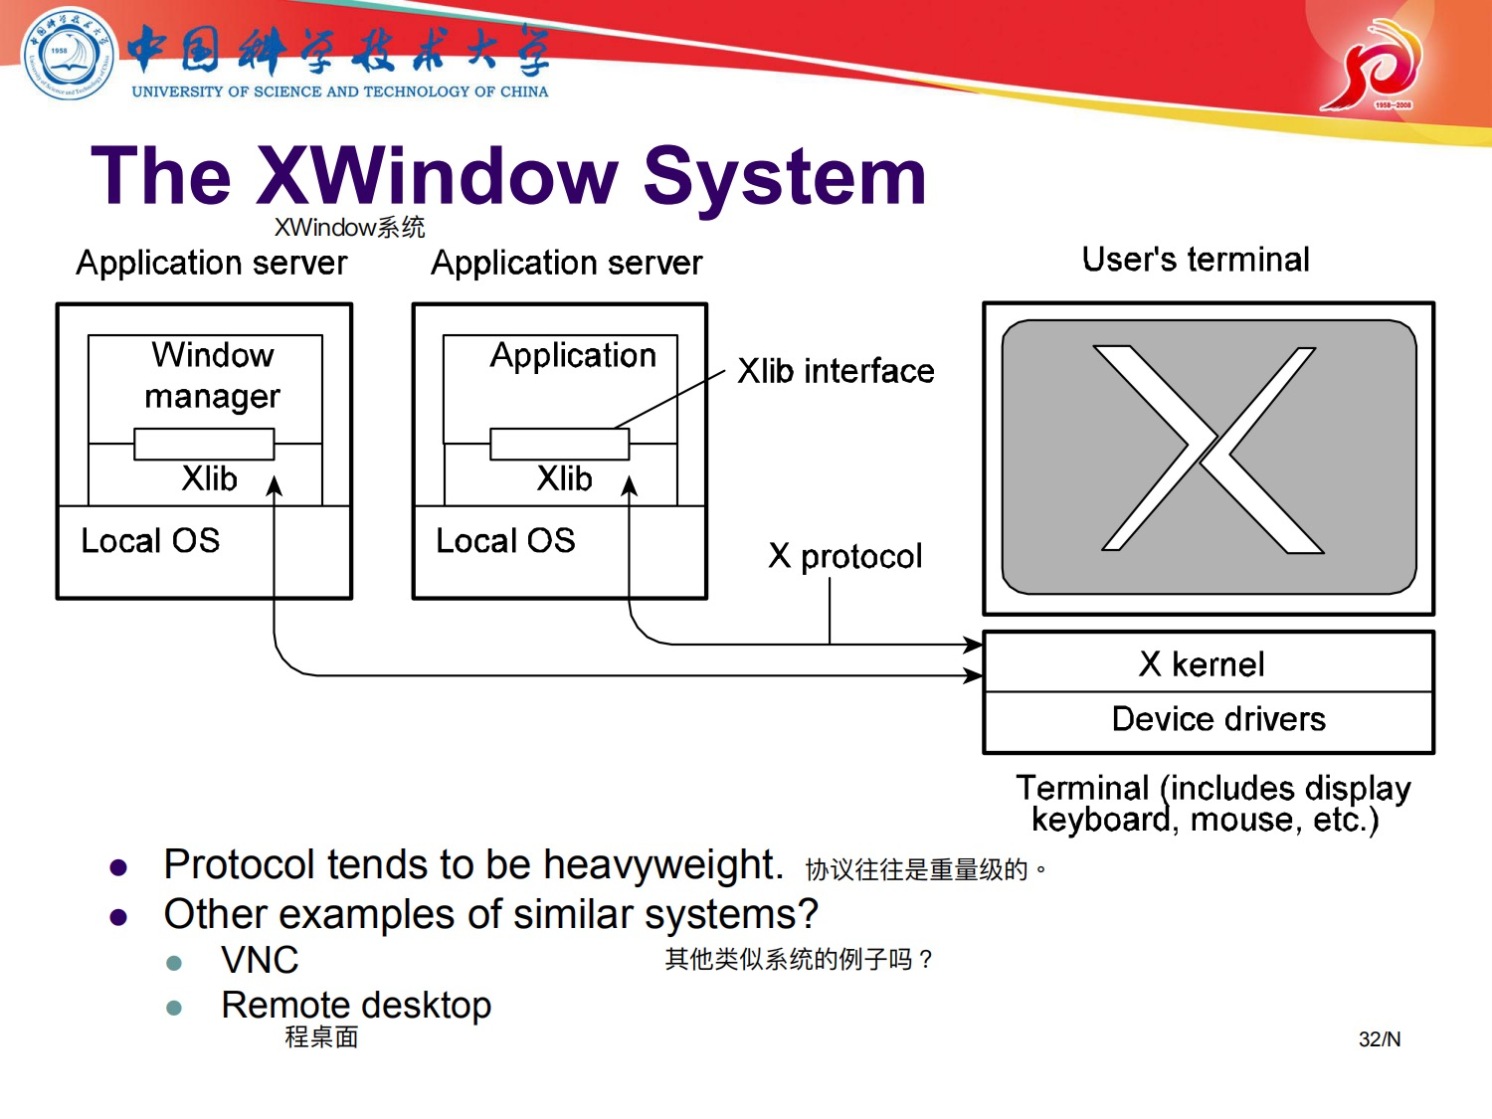 中国科学技术大学
UNIVERSITY OF SCIENCE AND TECHNOLOGY OF CHINA
1958
1958-2008
The XWindow System
XWindow系统
Application server
Application server
User's terminal
Window
manager
Xlib
Local OS
Application
Xlib
Local OS
Xlib interface
X protocol
X kernel
Device drivers
Terminal (includes display
keyboard, mouse, etc.)
Protocol tends to be heavyweight. 协议往往是重量级的。
Other examples of similar systems?
VNC
其他类似系统的例子吗？
Remote desktop
程桌面
32/N